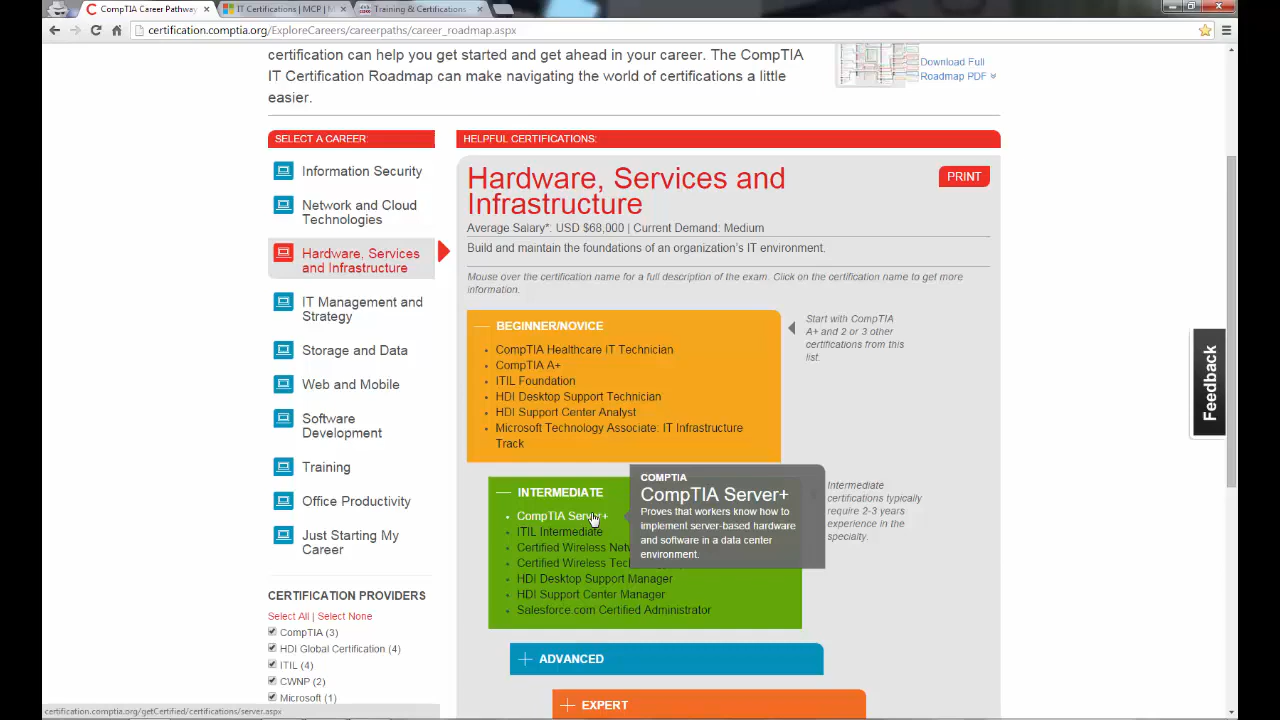 CompTIA Career Pathway
IT Certifications | MCP | M
Training & Certifications
certification.comptia.org/ExploreCareers/careerpaths/career_roadmap.aspx
certification can help you get started and get ahead in your career. The CompTIA
IT Certification Roadmap can make navigating the world of certifications a little
easier.
Download Full
Roadmap PDF
SELECT A CAREER:
Information Security
Network and Cloud
Technologies
Hardware, Services
and Infrastructure
IT Management and
Strategy
Storage and Data
Web and Mobile
Software
Development
Training
Office Productivity
Just Starting My
Career
CERTIFICATION PROVIDERS
Select All | Select None
CompTIA (3)
HDI Global Certification (4)
ITIL (4)
CWNP (2)
Microsoft (1)
HELPFUL CERTIFICATIONS:
Hardware, Services and
Infrastructure
PRINT
Average Salary*: USD $68,000 | Current Demand: Medium
Build and maintain the foundations of an organization's IT environment.
Mouse over the certification name for a full description of the exam. Click on the certification name to get more
information.
BEGINNER/NOVICE
CompTIA Healthcare IT Technician
CompTIA A+
ITIL Foundation
HDI Desktop Support Technician
HDI Support Center Analyst
Microsoft Technology Associate: IT Infrastructure
Track
Start with CompTIA
A+ and 2 or 3 other
certifications from this
list.
INTERMEDIATE
CompTIA Server+
ITIL Intermediate
Certified Wireless Netw
Certified Wireless Tec
HDI Desktop Support Manager
HDI Support Center Manager
Salesforce.com Certified Administrator
COMPTIA
CompTIA Server+
Proves that workers know how to
implement server-based hardware
and software in a data center
environment.
Intermediate
certifications typically
require 2-3 years
experience in the
specialty.
ADVANCED
EXPERT
Feedback
certification.comptia.org/getCertified/certifications/server.aspx